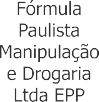 Fórmula
Paulista
Manipulação
e Drogaria
Ltda EPP